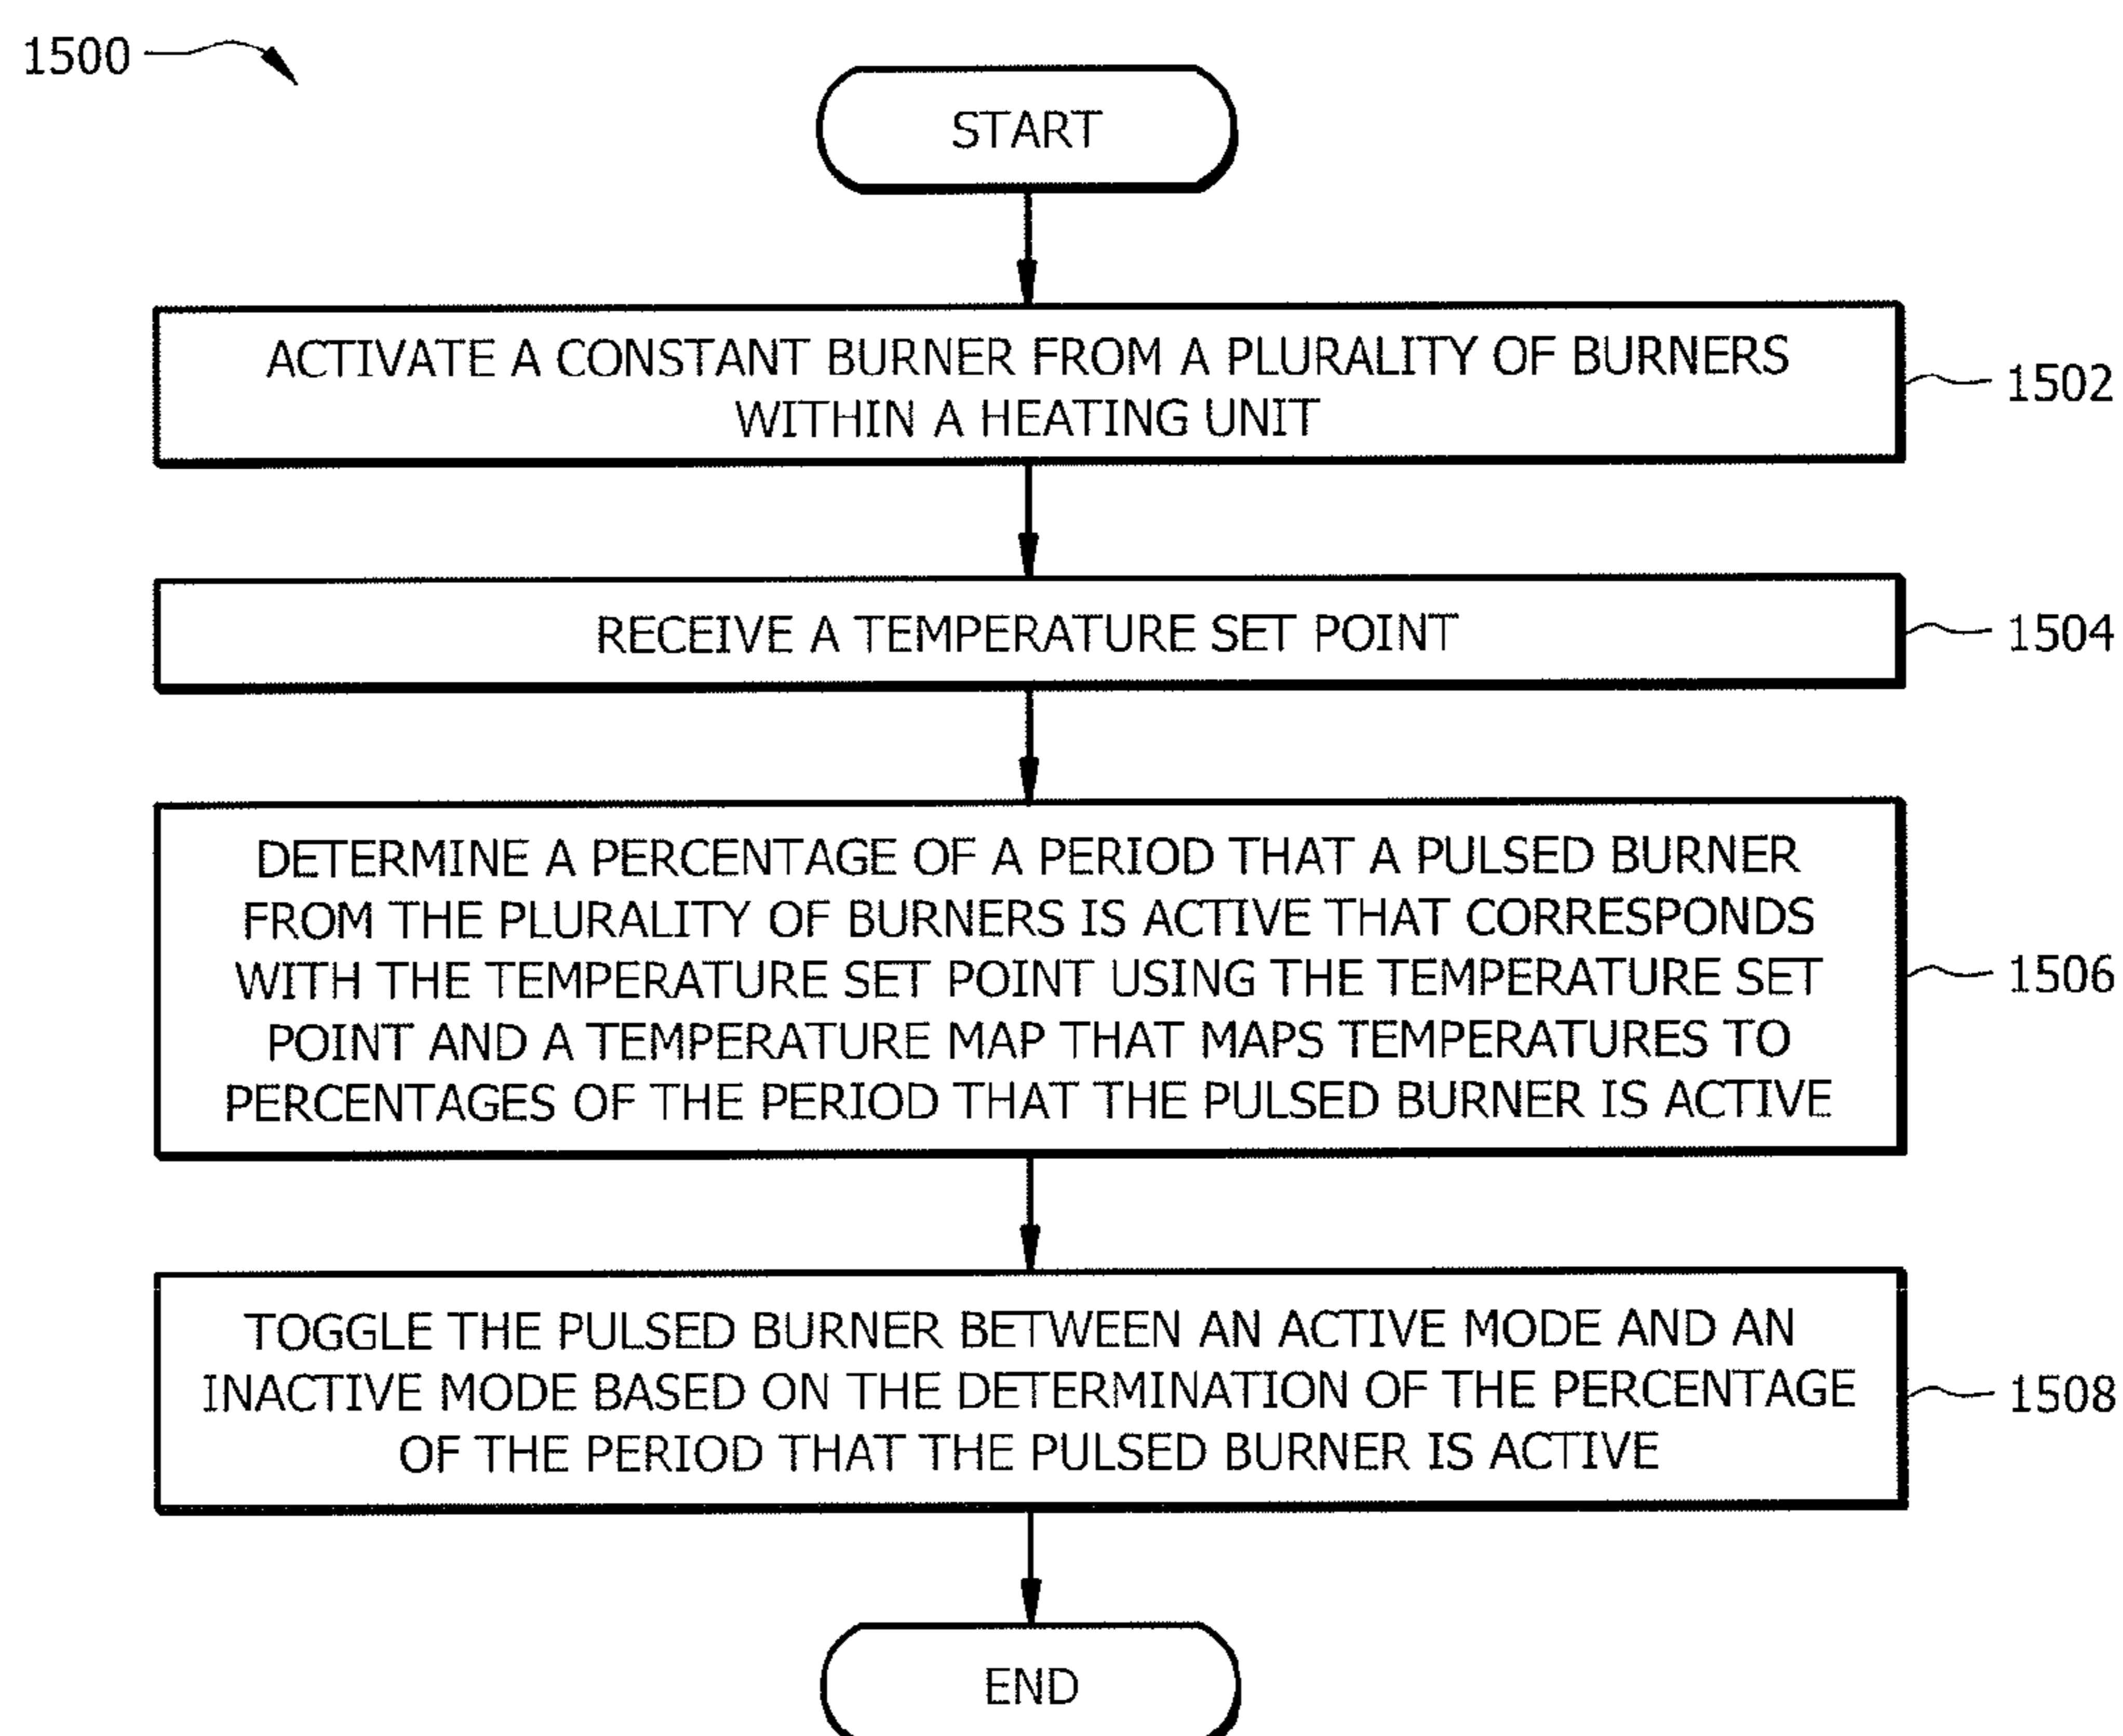 1500
START
ACTIVATE A CONSTANT BURNER FROM A PLURALITY OF BURNERS
WITHIN A HEATING UNIT
1502
RECEIVE A TEMPERATURE SET POINT
1504
DETERMINE A PERCENTAGE OF A PERIOD THAT A PULSED BURNER
FROM THE PLURALITY OF BURNERS IS ACTIVE THAT CORRESPONDS
WITH THE TEMPERATURE SET POINT USING THE TEMPERATURE SET
POINT AND A TEMPERATURE MAP THAT MAPS TEMPERATURES TO
PERCENTAGES OF THE PERIOD THAT THE PULSED BURNER IS ACTIVE
1506
TOGGLE THE PULSED BURNER BETWEEN AN ACTIVE MODE AND AN
INACTIVE MODE BASED ON THE DETERMINATION OF THE PERCENTAGE
OF THE PERIOD THAT THE PULSED BURNER IS ACTIVE
1508
END